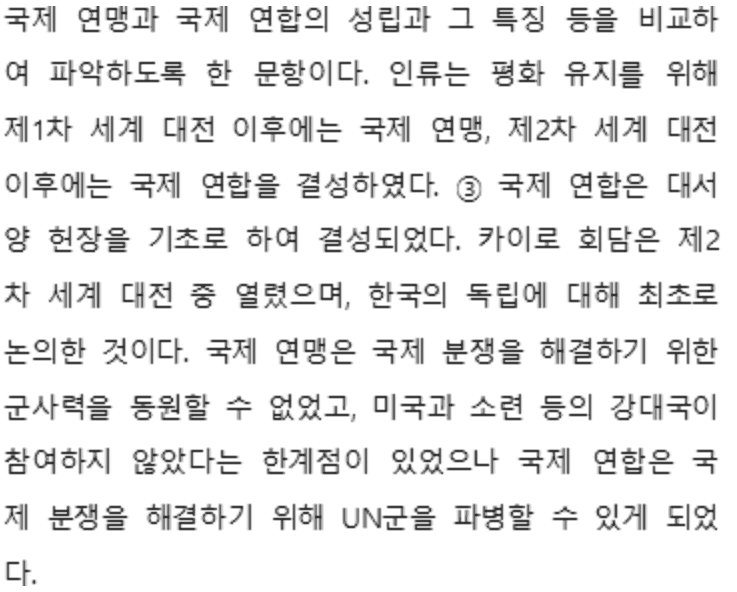 국제 연맹과 국제 연합의 성립과 그 특징 등을 비교하
여 파악하도록 한 문항이다. 인류는 평화 유지를 위해
제1차 세계 대전 이후에는 국제 연맹, 제2차 세계 대전
이후에는 국제 연합을 결성하였다. ③ 국제 연합은 대서
양 헌장을 기초로 하여 결성되었다. 카이로 회담은 제2
차 세계 대전 중 열렸으며, 한국의 독립에 대해 최초로
논의한 것이다. 국제 연맹은 국제 분쟁을 해결하기 위한
군사력을 동원할 수 없었고, 미국과 소련 등의 강대국이
참여하지 않았다는 한계점이 있었으나 국제 연합은 국
제 분쟁을 해결하기 위해 UN군을 파병할 수 있게 되었
다.